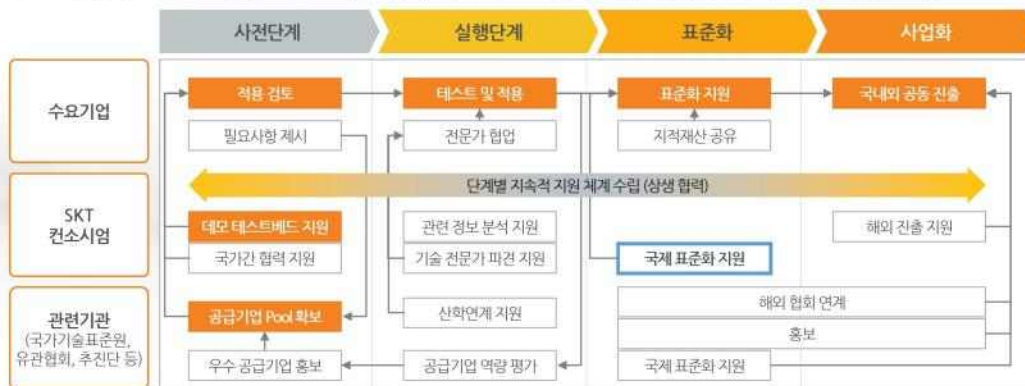 사전단계
실행단계
표준화
사업화
수요기업
적용 검토
테스트 및 적용
표준화 지원
국내외 공동 진출
필요사항 제시
전문가 협업
지적재산 공유
단계별 지속적 지원 체계 수립 (상생 협력)
SKT
컨소시엄
데모 테스트베드 지원
관련 정보 분석 지원
해외 진출 지원
국가간 협력 지원
기술 전문가 파견 지원
국제 표준화 지원
관련기관
(국가기술표준원,
유관협회, 추진단 등)
공급기업 Pool 확보
산학연계 지원
해외 협회 연계
홍보
우수 공급기업 홍보
공급기업 역량 평가
국제 표준화 지원